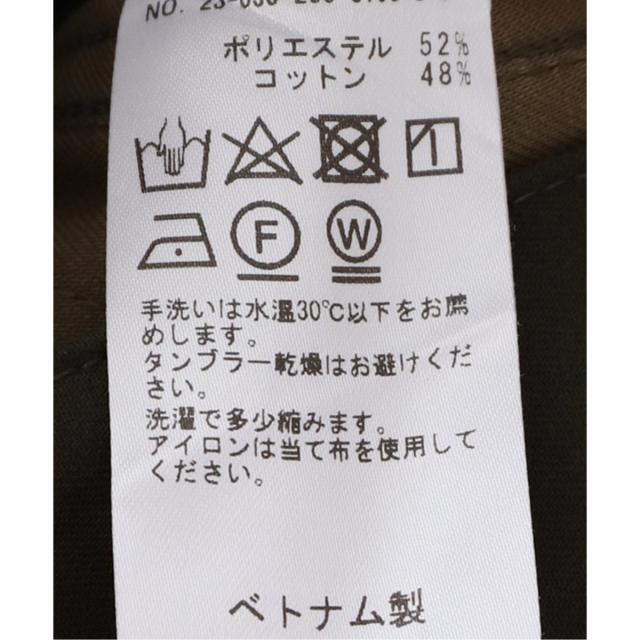 ポリエステル 52%
コットン 48%
F W
手洗いは水温30℃以下をお薦
めします。
タンブラー乾燥はお避けくだ
さい。
洗濯で多少縮みます。
アイロンは当て布を使用して
ください。
ベトナム製